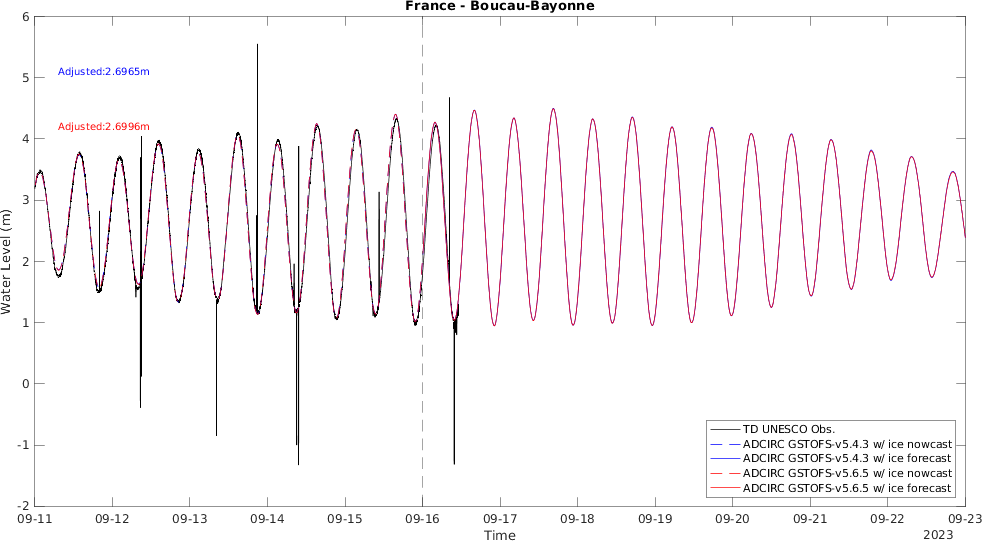 France - Boucau-Bayonne
6
5
4
3
2
1
0
-1
-2
Water Level (m)
Adjusted:2.6965m
Adjusted:2.6996m
TD UNESCO Obs.
ADCIRC GSTOFS-v5.4.3 w/ ice nowcast
ADCIRC GSTOFS-v5.4.3 w/ ice forecast
ADCIRC GSTOFS-v5.6.5 w/ ice nowcast
ADCIRC GSTOFS-v5.6.5 w/ ice forecast
09-11 09-12 09-13 09-14 09-15 09-16 09-17 09-18 09-19 09-20 09-21 09-22 09-23
Time
2023